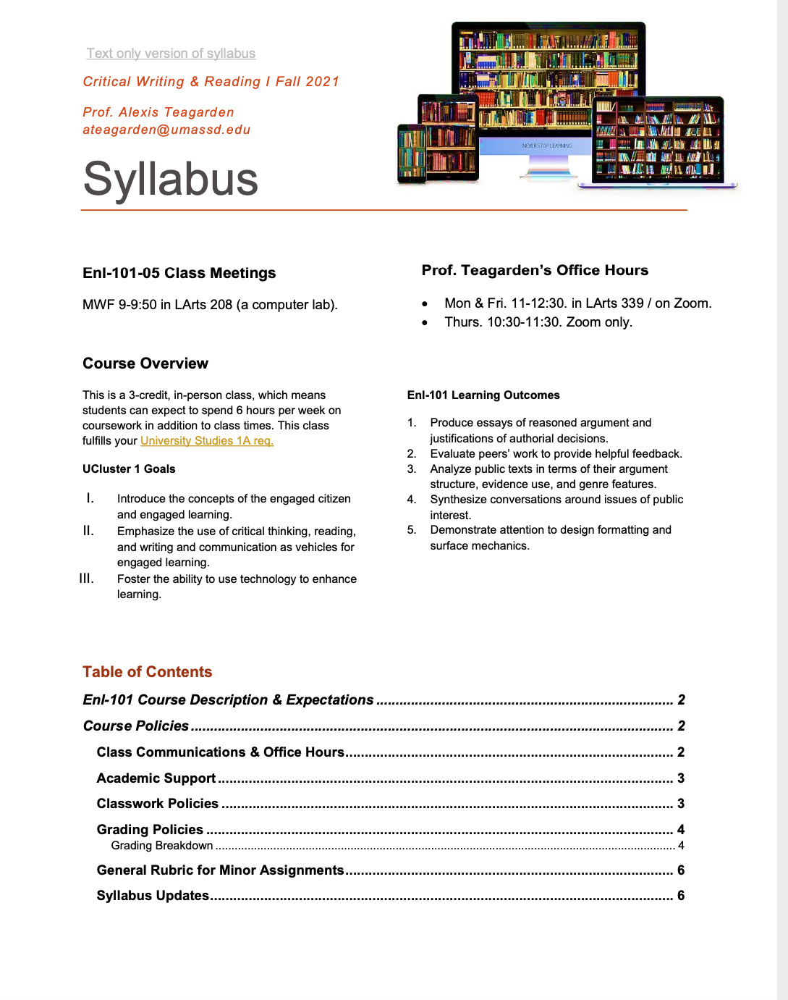 Text only version of syllabus
Critical Writing & Reading I Fall 2021
Prof. Alexis Teagarden
ateagarden@umassd.edu
Syllabus
NEVER STOP LEARNING
Enl-101-05 Class Meetings
MWF 9-9:50 in LArts 208 (a computer lab).
Prof. Teagarden’s Office Hours
• Mon & Fri. 11-12:30. in LArts 339 / on Zoom.
• Thurs. 10:30-11:30. Zoom only.
Course Overview
This is a 3-credit, in-person class, which means
students can expect to spend 6 hours per week on
coursework in addition to class times. This class
fulfills your University Studies 1A req.
UCluster 1 Goals
I. Introduce the concepts of the engaged citizen
and engaged learning.
II. Emphasize the use of critical thinking, reading,
and writing and communication as vehicles for
engaged learning.
III. Foster the ability to use technology to enhance
learning.
Enl-101 Learning Outcomes
1. Produce essays of reasoned argument and
justifications of authorial decisions.
2. Evaluate peers’ work to provide helpful feedback.
3. Analyze public texts in terms of their argument
structure, evidence use, and genre features.
4. Synthesize conversations around issues of public
interest.
5. Demonstrate attention to design formatting and
surface mechanics.
Table of Contents
Enl-101 Course Description & Expectations ........ 2
Course Policies ........ 2
Class Communications & Office Hours ........ 2
Academic Support ........ 3
Classwork Policies ........ 3
Grading Policies ........ 4
Grading Breakdown ........ 4
General Rubric for Minor Assignments ........ 6
Syllabus Updates ........ 6